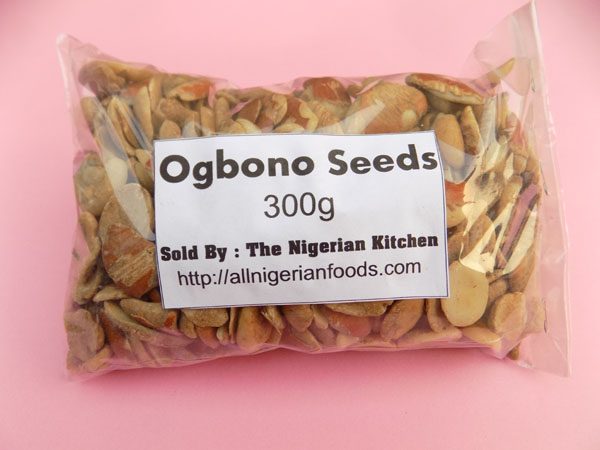 Ogbono Seeds
300g
Sold By : The Nigerian Kitchen
http://allnigerianfoods.com